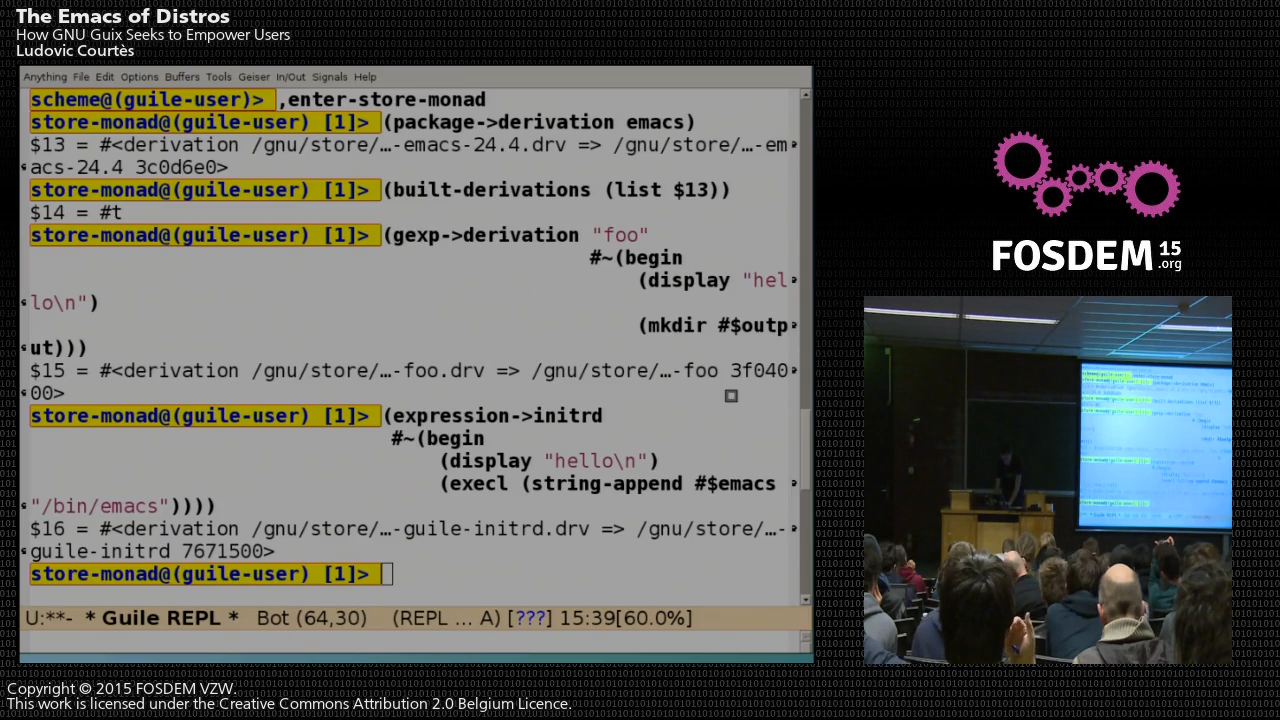 The Emacs of Distros
How GNU Guix Seeks to Empower Users
Ludovic Courtès
Anything File Edit Options Buffers Tools Geiser In/Out Signals Help
scheme@(guile-user)> ,enter-store-monad
store-monad@(guile-user) [1]> (package->derivation emacs)
$13 = #<derivation /gnu/store/…-emacs-24.4.drv => /gnu/store/…-em
acs-24.4 3c0d6e0>
store-monad@(guile-user) [1]> (built-derivations (list $13))
$14 = #t
store-monad@(guile-user) [1]> (gexp->derivation "foo"
#~(begin
(display "hel
lo\n")
(mkdir #$outp
ut)))
$15 = #<derivation /gnu/store/…-foo.drv => /gnu/store/…-foo 3f040
00>
store-monad@(guile-user) [1]> (expression->initrd
#~(begin
(display "hello\n")
(execl (string-append #$emacs
"/bin/emacs"))))
$16 = #<derivation /gnu/store/…-guile-initrd.drv => /gnu/store/…-
guile-initrd 7671500>
store-monad@(guile-user) [1]>
U:**- * Guile REPL * Bot (64,30) (REPL ... A) [???] 15:39[60.0%]
FOSDEM 15
.org
Copyright © 2015 FOSDEM VZW.
This work is licensed under the Creative Commons Attribution 2.0 Belgium Licence.